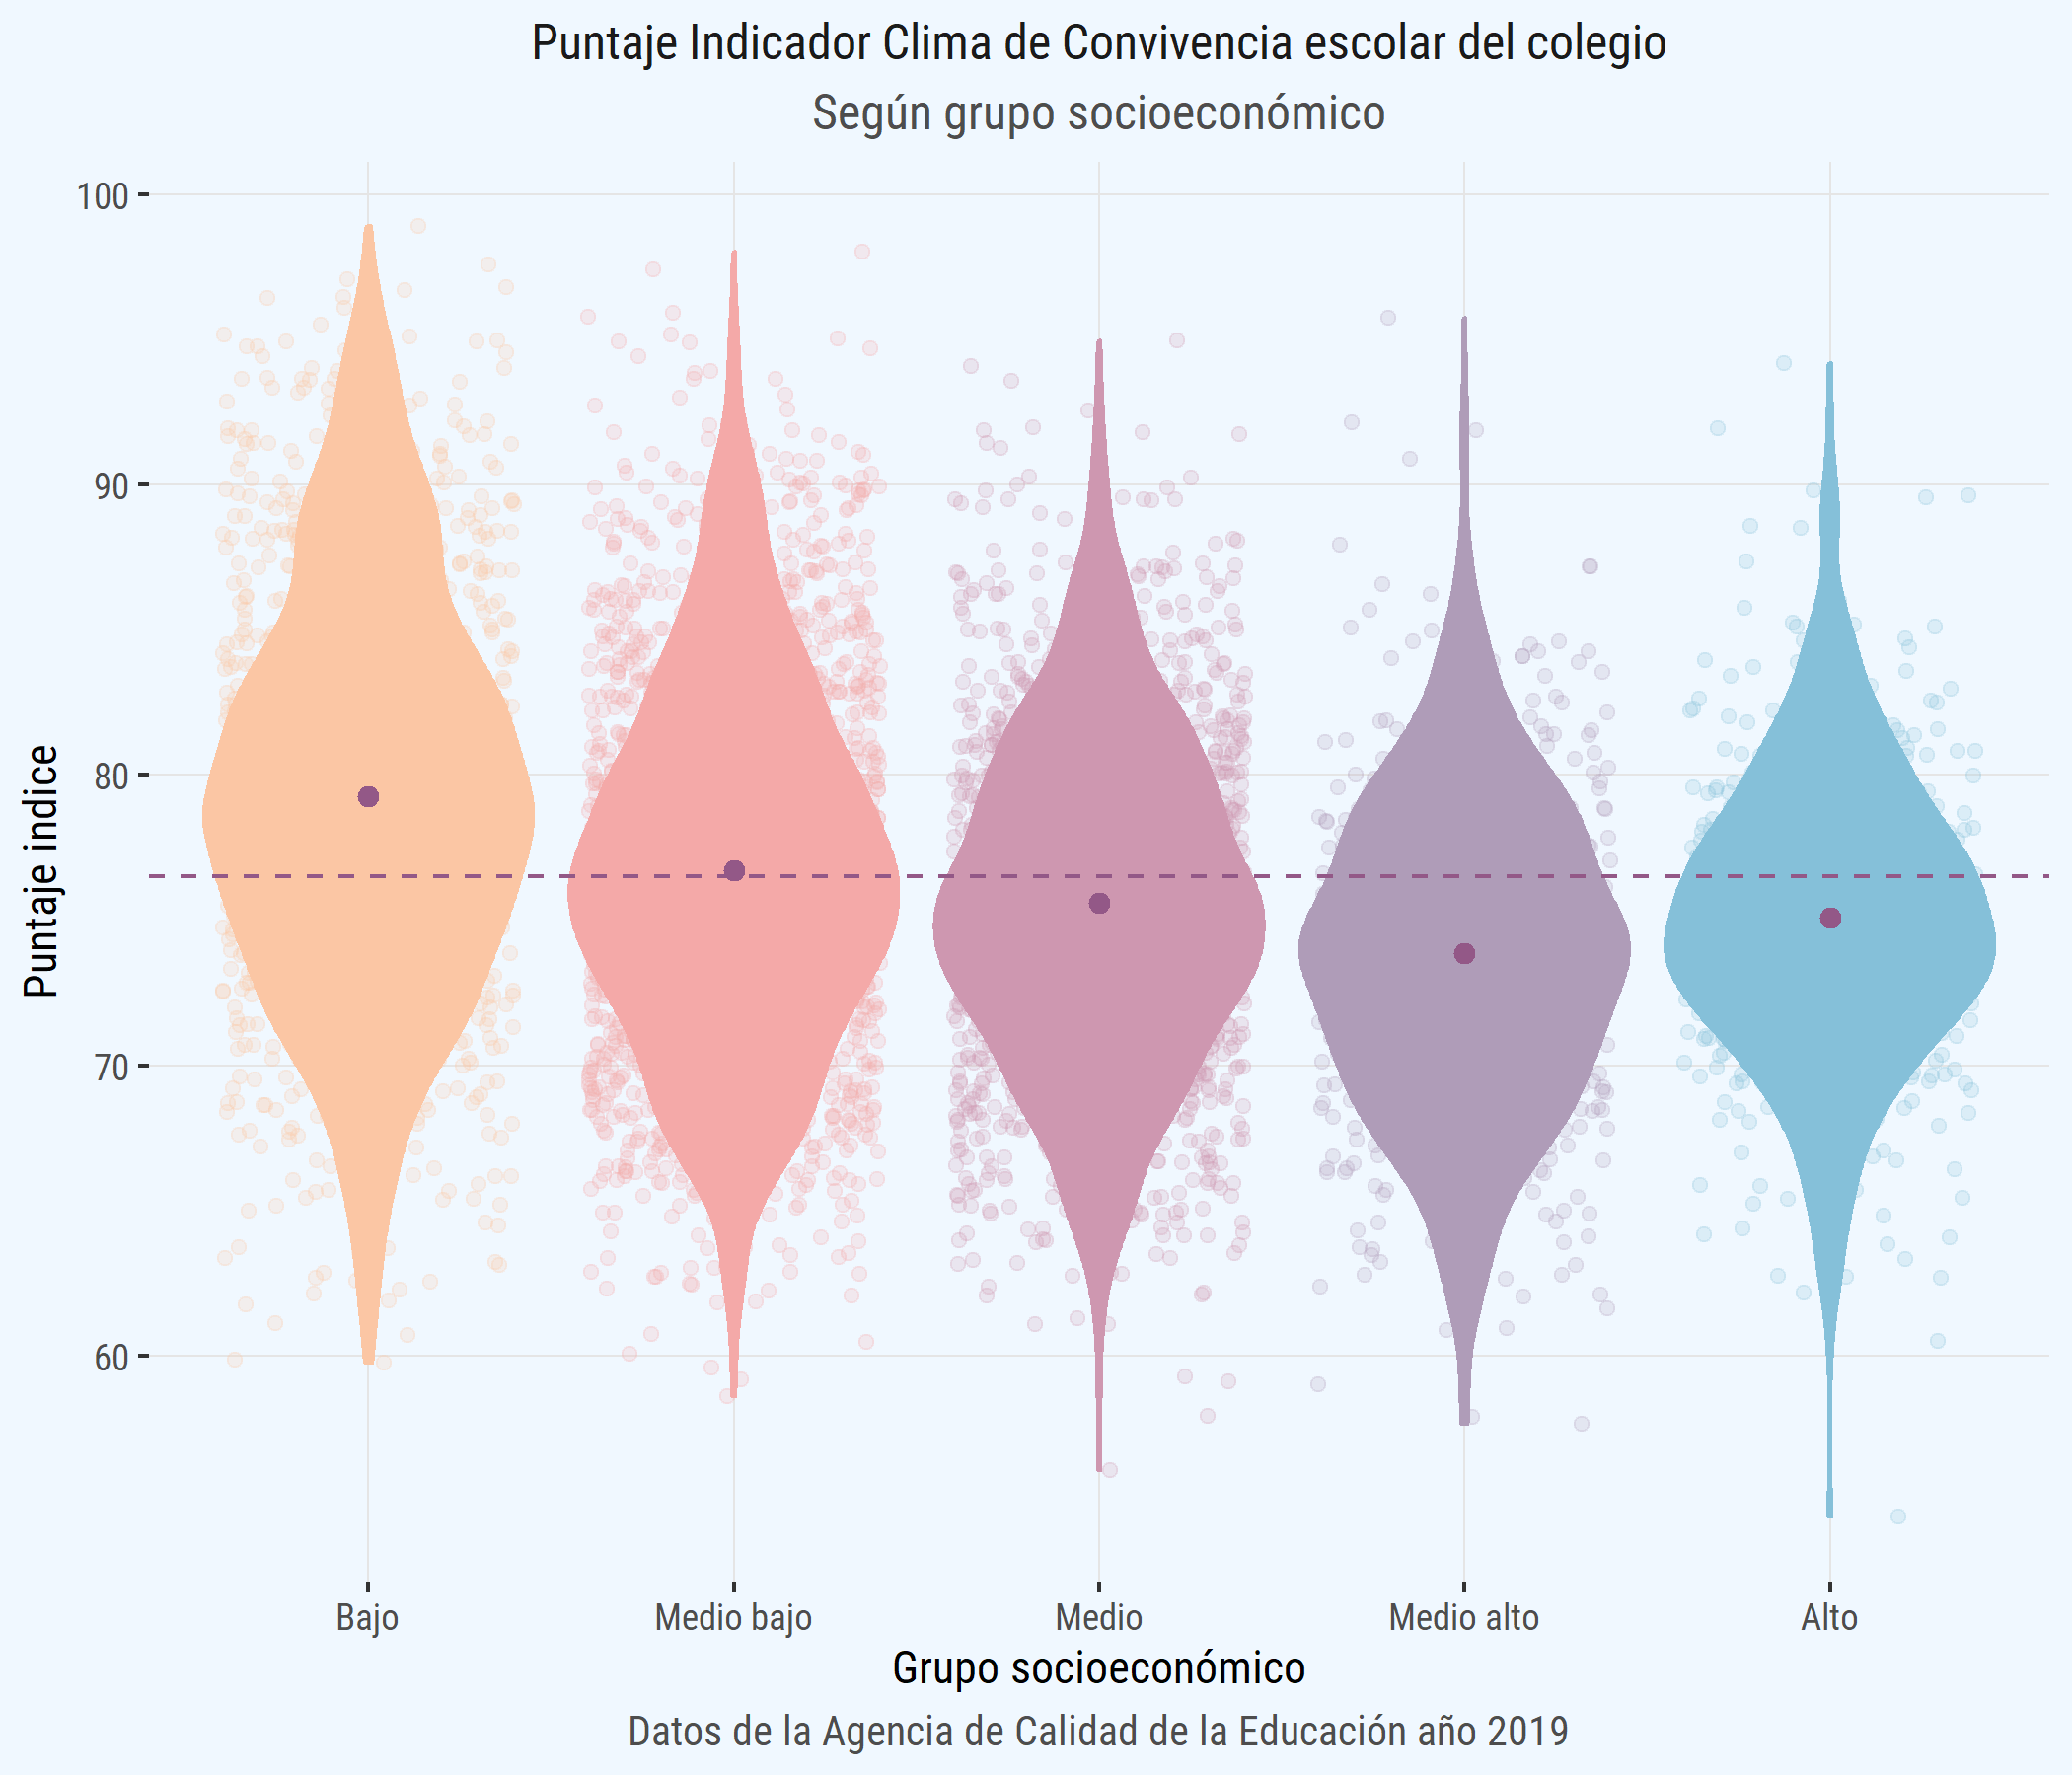 Puntaje Indicador Clima de Convivencia escolar del colegio
Según grupo socioeconómico
Puntaje indice
100
90
80
70
60
Bajo
Medio bajo
Medio
Medio alto
Alto
Grupo socioeconómico
Datos de la Agencia de Calidad de la Educación año 2019